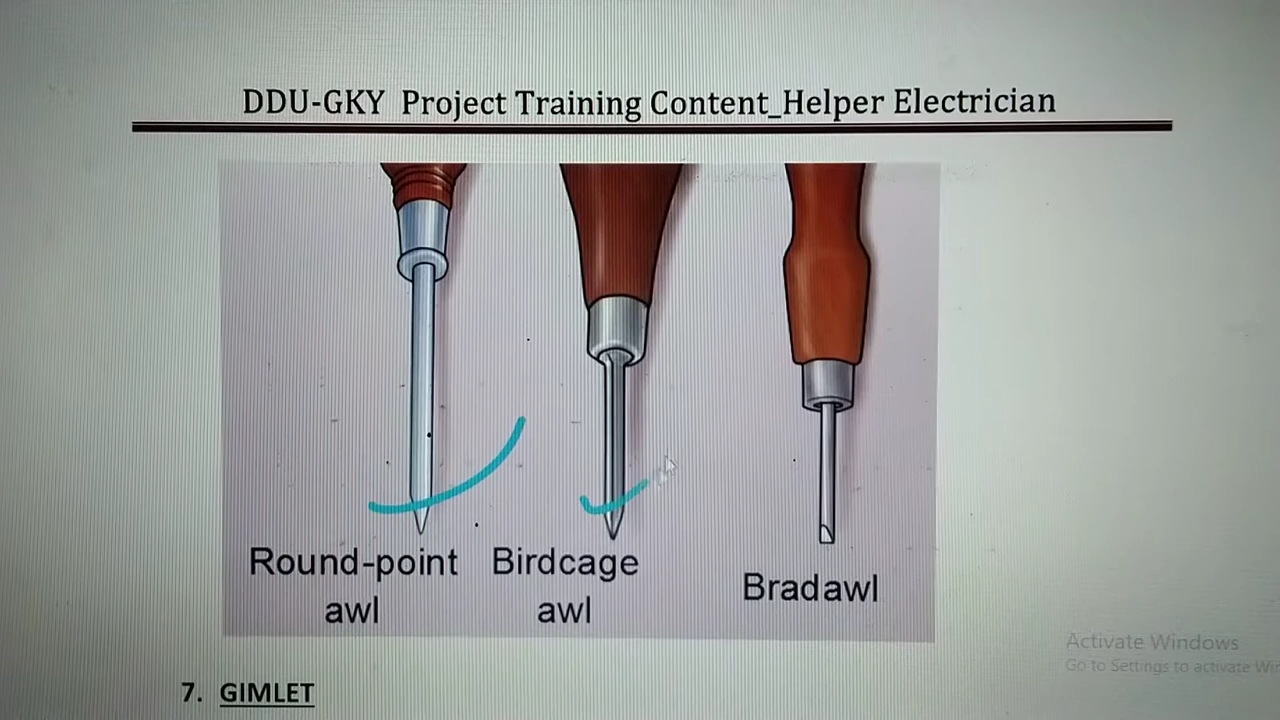 DDU-GKY Project Training Content_Helper Electrician
Round-point Birdcage
awl awl
Bradawl
Activate Windows
Go to Settings to activate
7. GIMLET